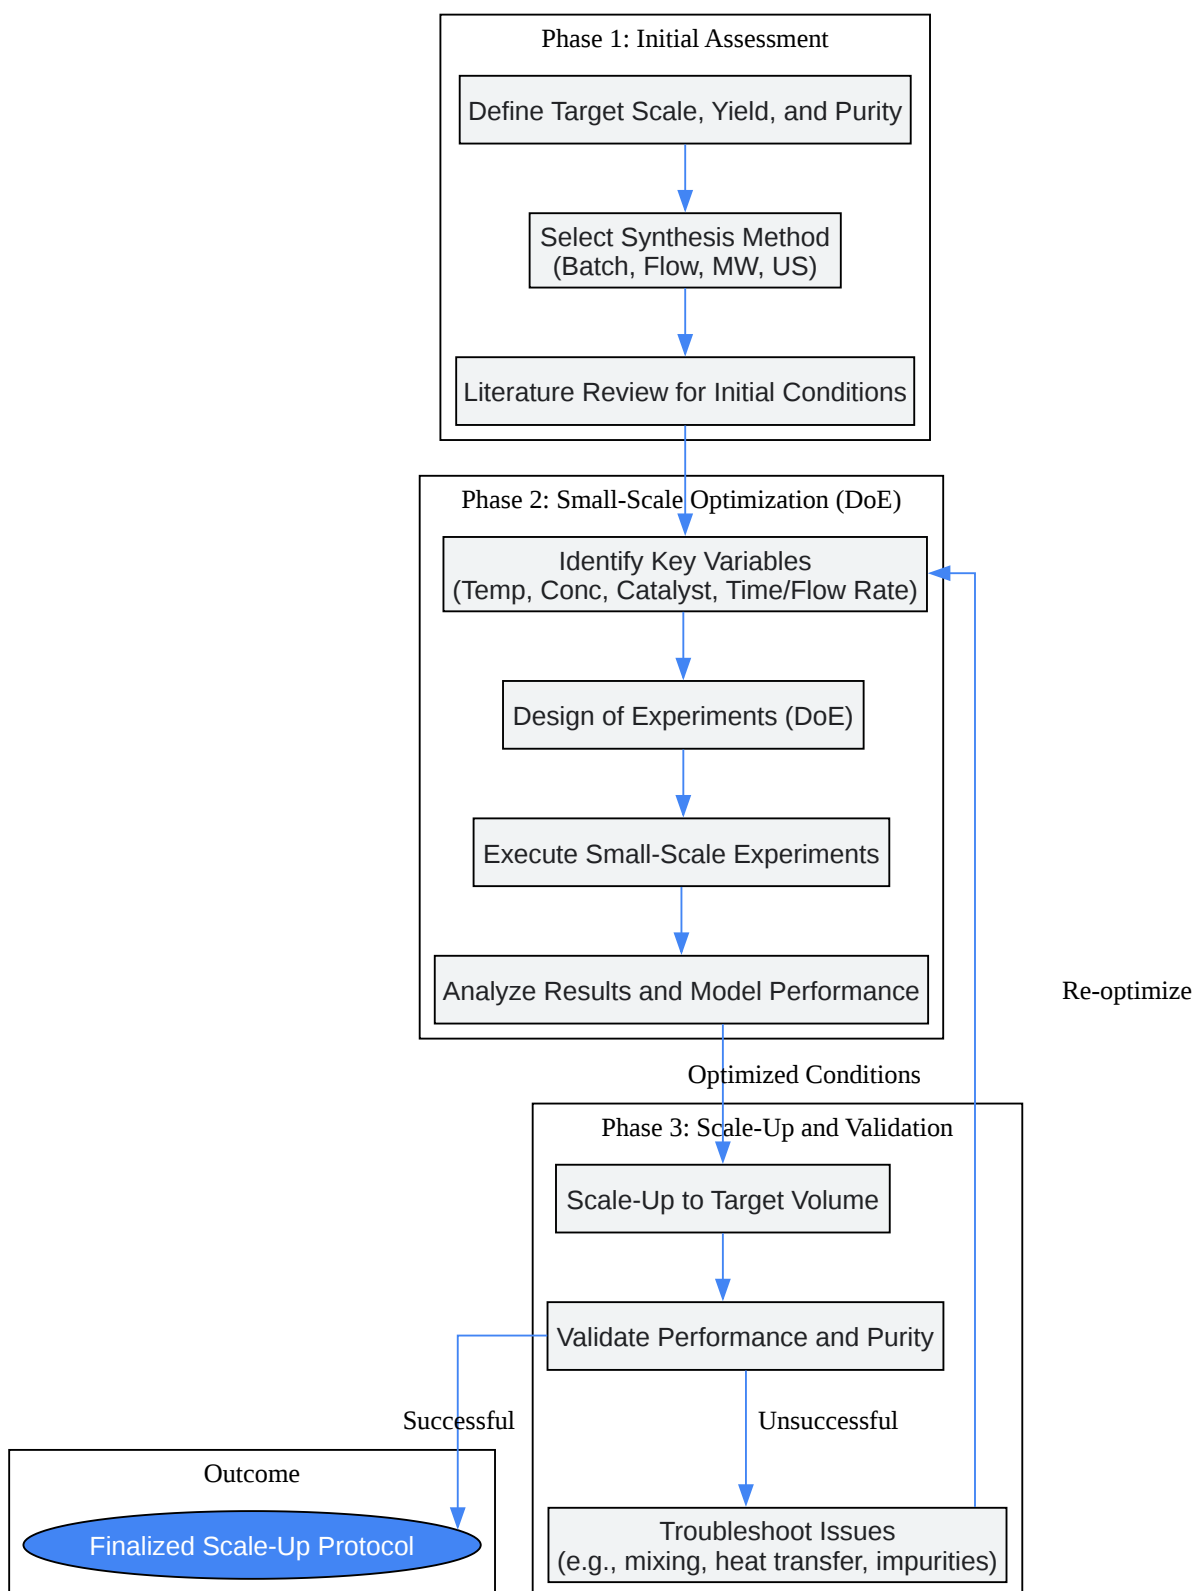 Phase 1: Initial Assessment
Define Target Scale, Yield, and Purity
Select Synthesis Method
(Batch, Flow, MW, US)
Literature Review for Initial Conditions
Phase 2: Small-Scale Optimization (DoE)
Identify Key Variables
(Temp, Conc, Catalyst, Time/Flow Rate)
Design of Experiments (DoE)
Execute Small-Scale Experiments
Analyze Results and Model Performance
Re-optimize
Optimized Conditions
Phase 3: Scale-Up and Validation
Scale-Up to Target Volume
Validate Performance and Purity
Successful
Unsuccessful
Outcome
Finalized Scale-Up Protocol
Troubleshoot Issues
(e.g., mixing, heat transfer, impurities)